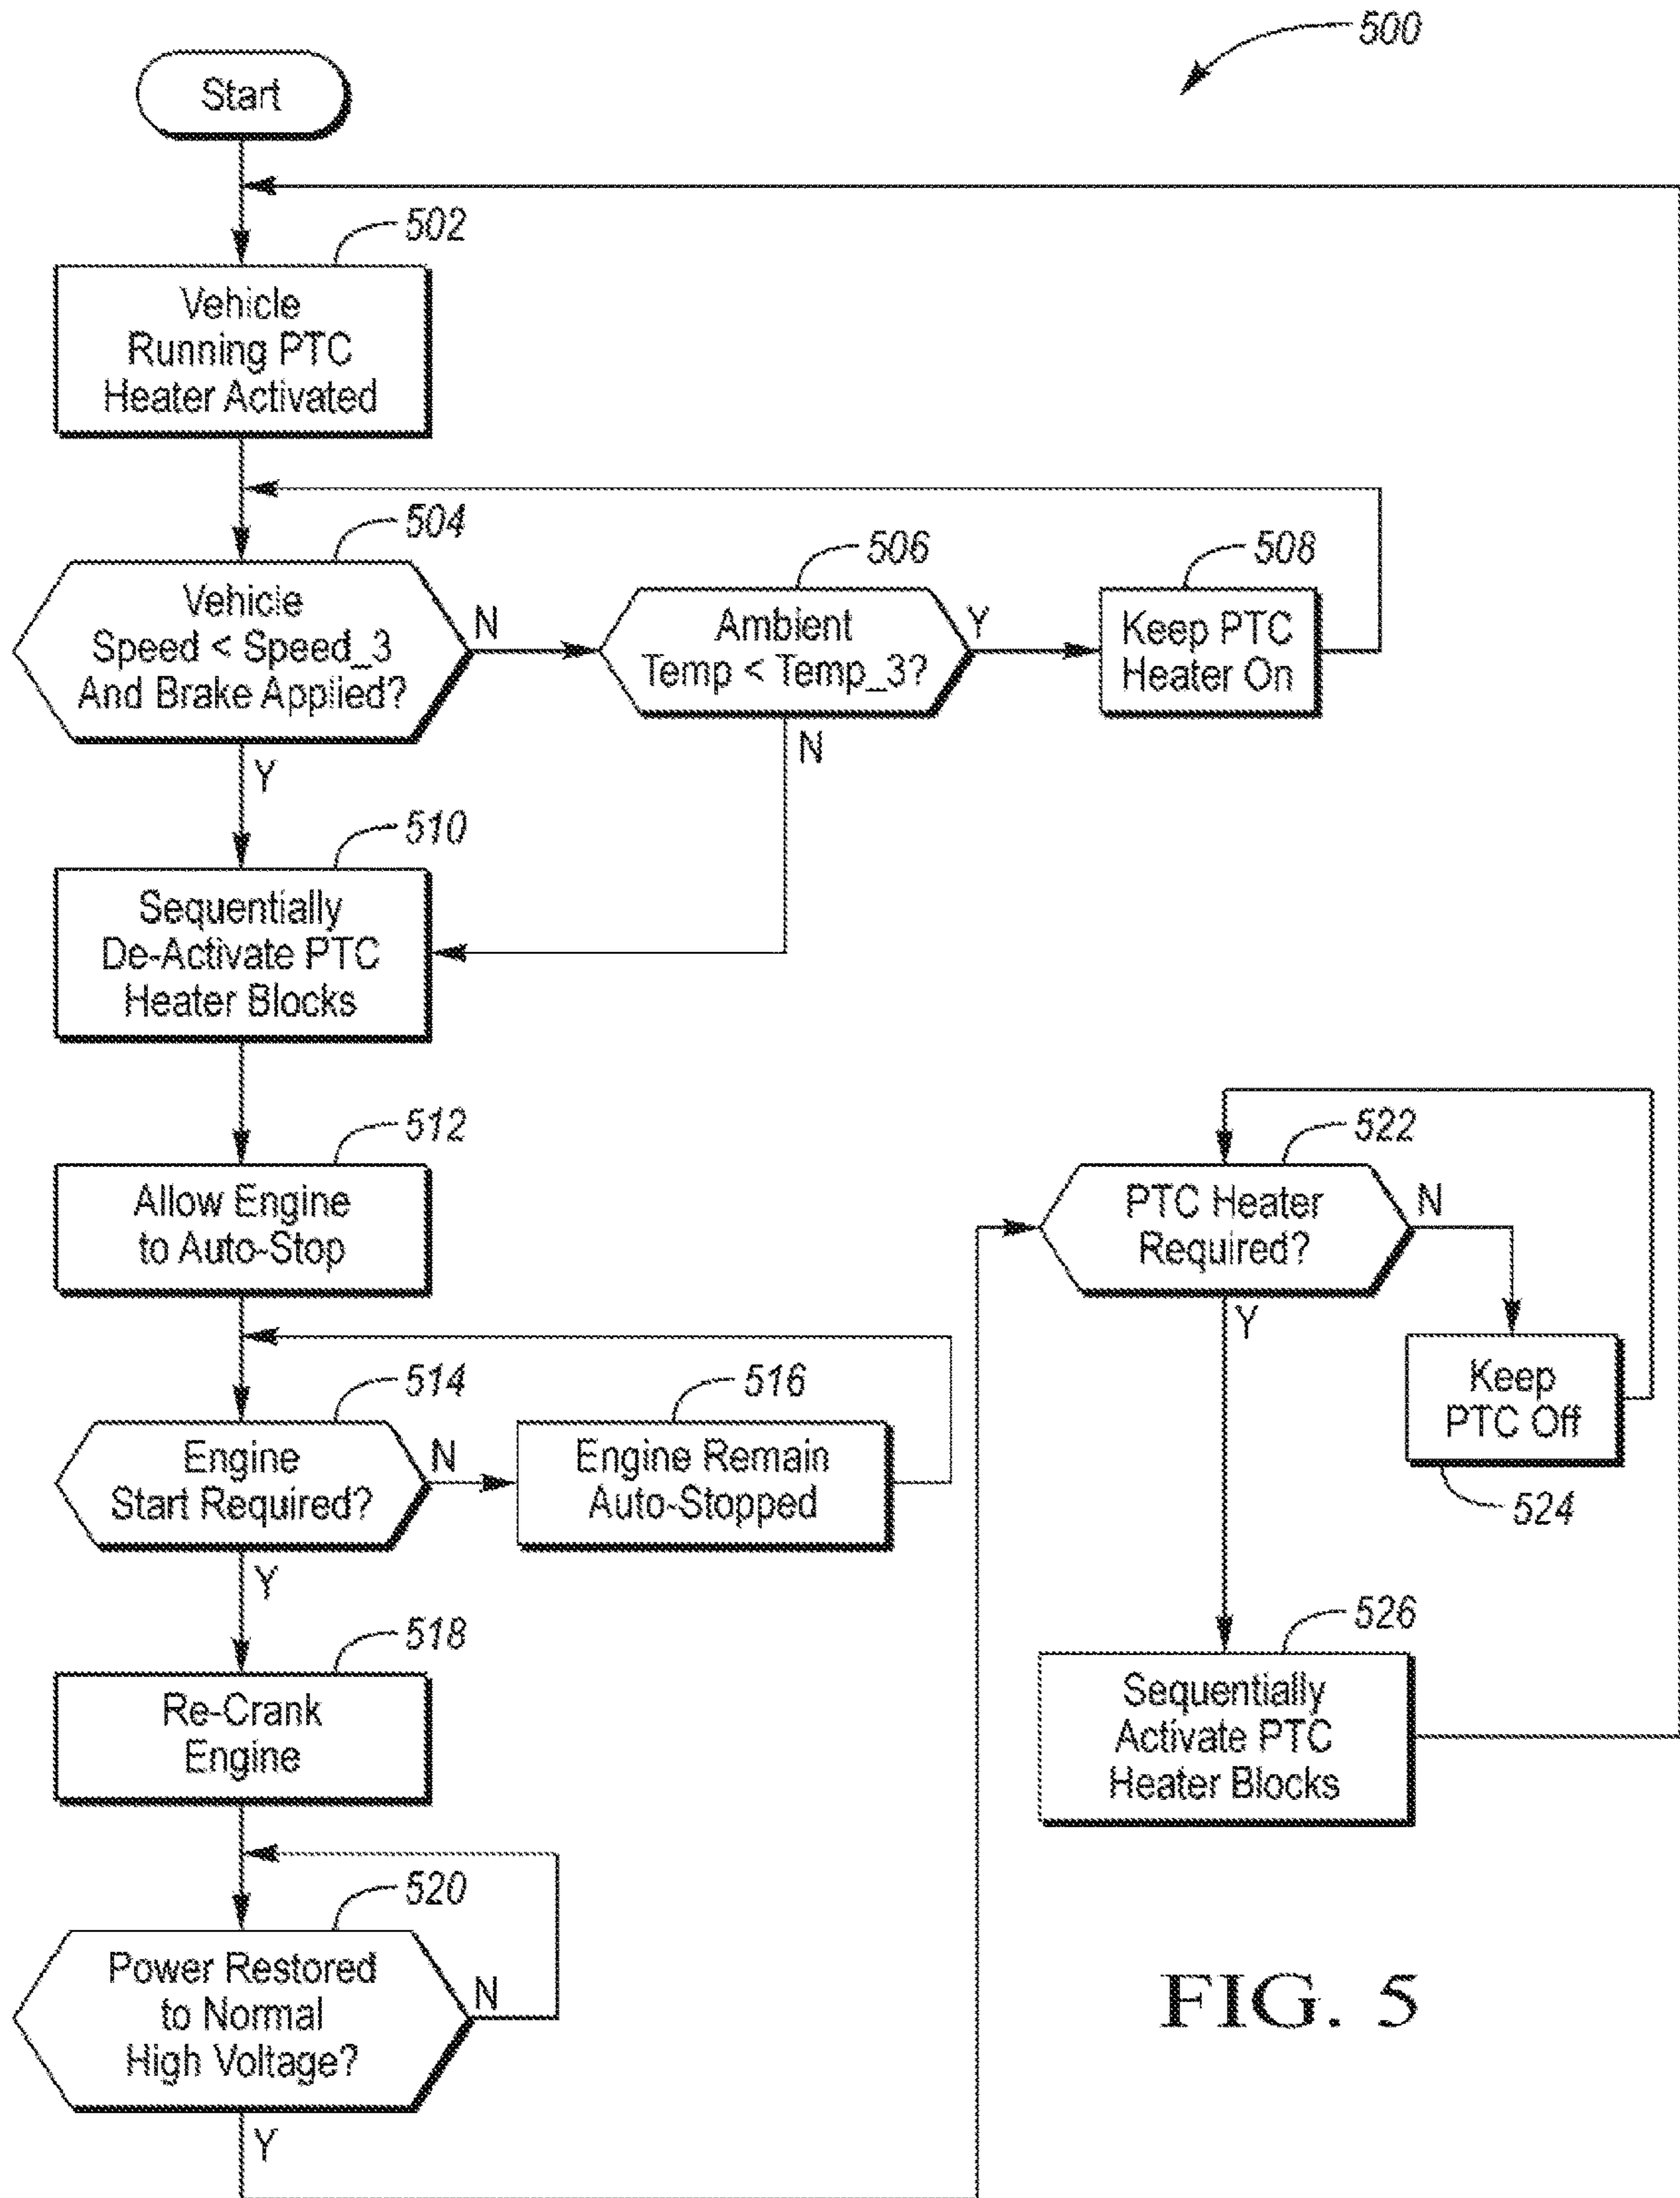 500
Start
502
Vehicle
Running PTC
Heater Activated
504
Vehicle
Speed < Speed_3
And Brake Applied?
N
Y
506
Ambient
Temp < Temp_3?
Y
N
508
Keep PTC
Heater On
510
Sequentially
De-Activate PTC
Heater Blocks
512
Allow Engine
to Auto-Stop
514
Engine
Start Required?
N
Y
516
Engine Remain
Auto-Stopped
518
Re-Crank
Engine
520
Power Restored
to Normal
High Voltage?
N
Y
522
PTC Heater
Required?
N
Y
Keep
PTC Off
524
526
Sequentially
Activate PTC
Heater Blocks
FIG. 5